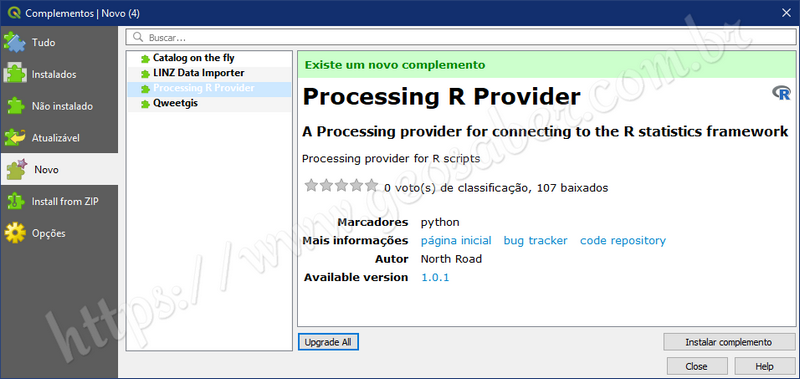 Complementos | Novo (4)
Tudo
Instalados
Não instalado
Atualizável
Novo
Install from ZIP
Opções
Buscar...
Catalog on the fly
LINZ Data Importer
Processing R Provider
Qweetgis
Existe um novo complemento
Processing R Provider
R
A Processing provider for connecting to the R statistics framework
Processing provider for R scripts
0 voto(s) de classificação, 107 baixados
Marcadores python
Mais informações página inicial bug tracker code repository
Autor North Road
Available version 1.0.1
Upgrade All
Instalar complemento
Close
Help
https://www.geosaber.com.br